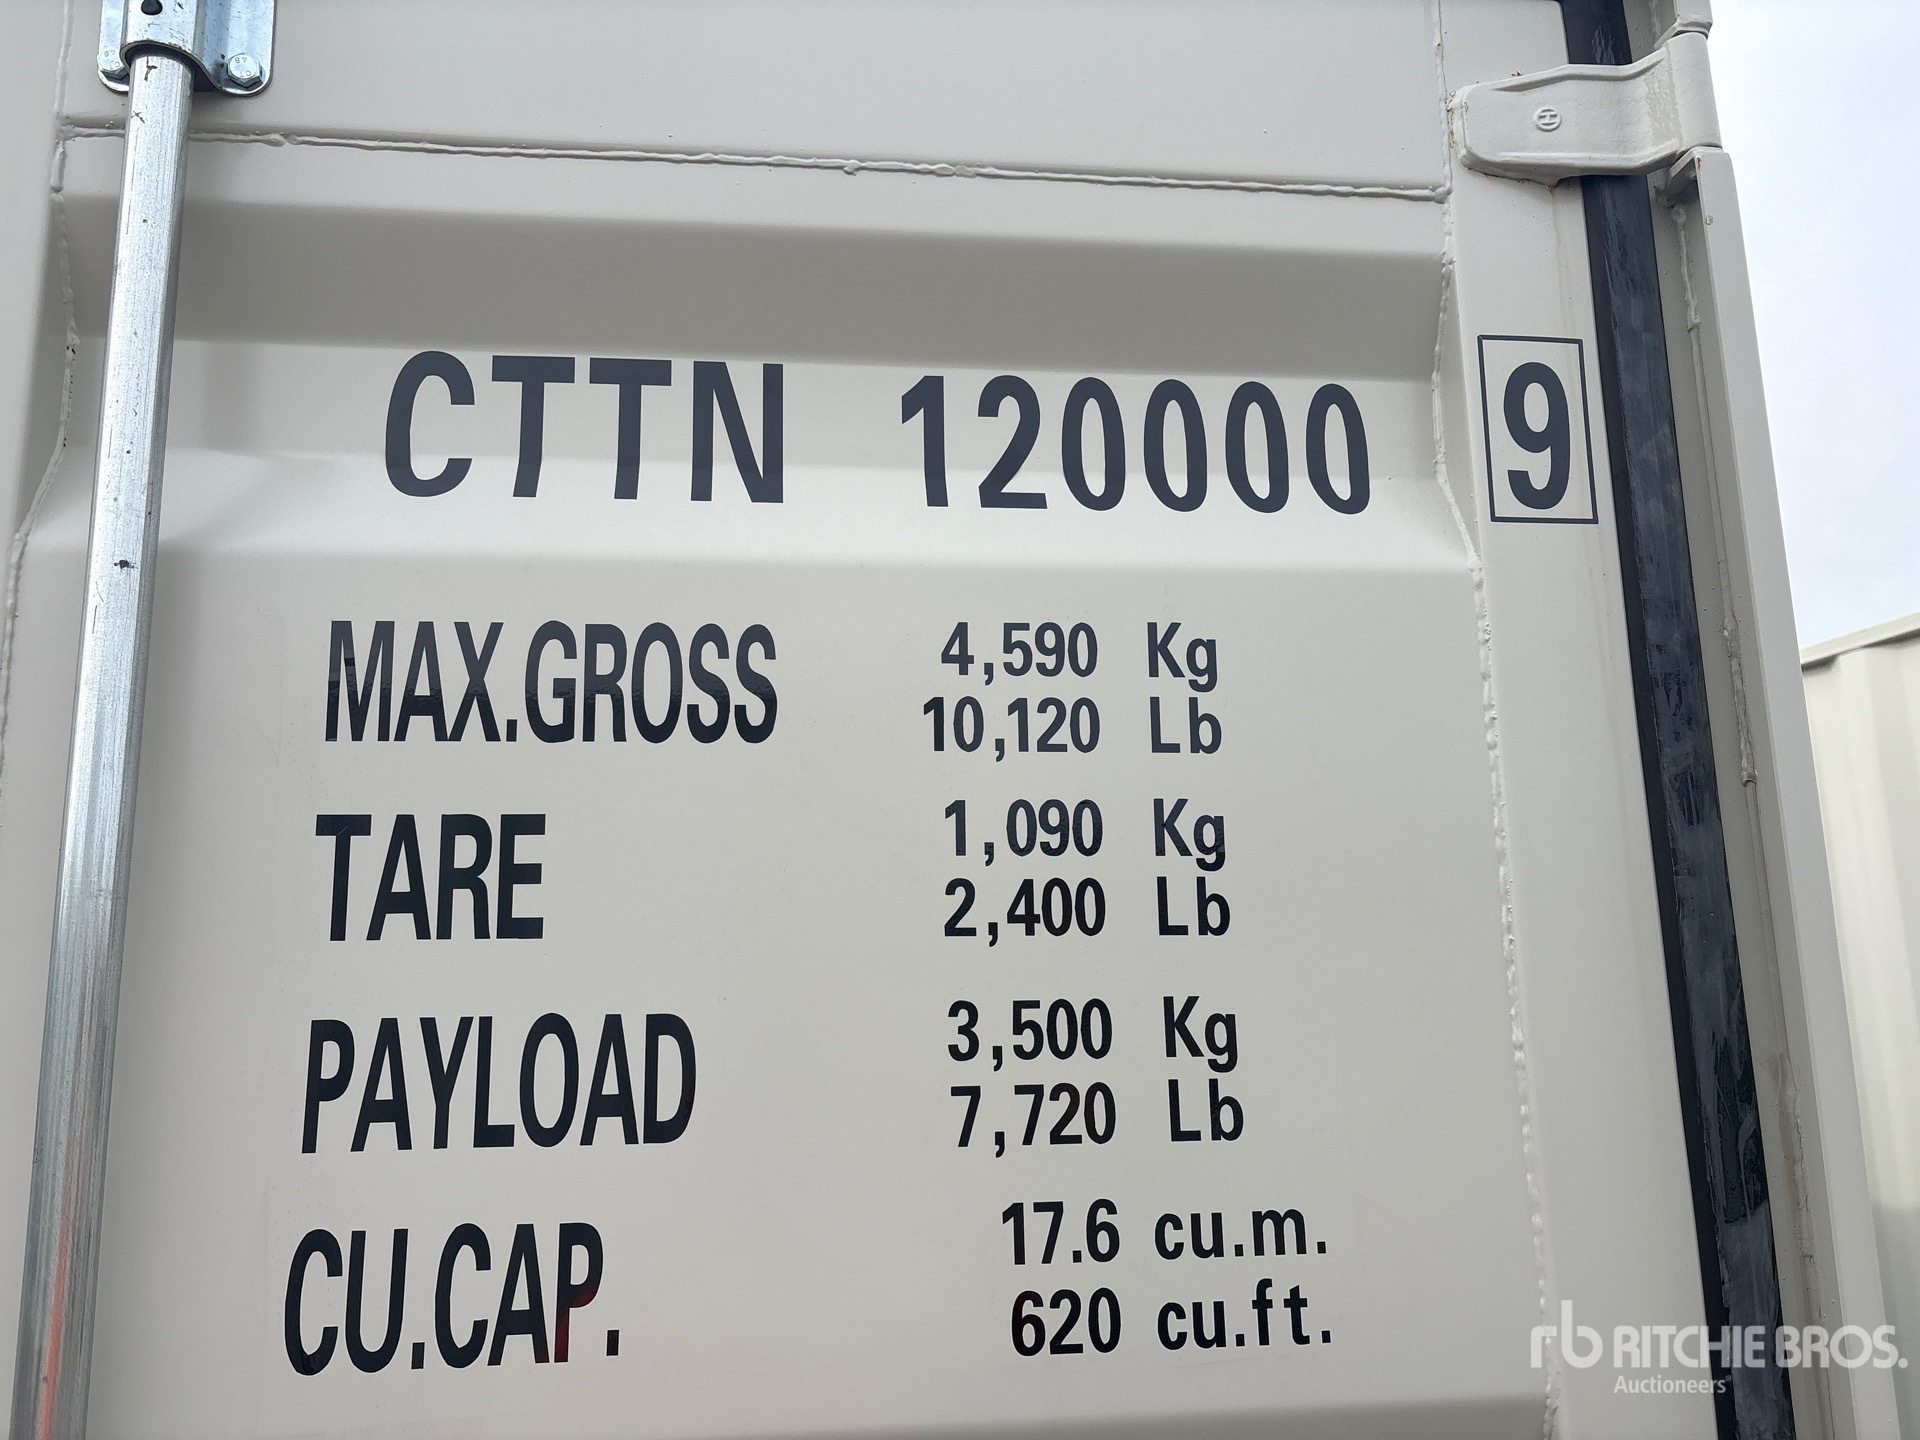 CTTN 120000 9
MAX.GROSS 4,590 Kg
10,120 Lb
TARE 1,090 Kg
2,400 Lb
PAYLOAD 3,500 Kg
7,720 Lb
CU.CAP. 17.6 cu.m.
620 cu.ft.
rb RITCHIE BROS.
Auctioneers